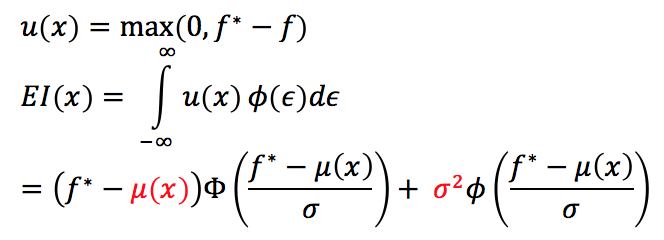 u(x) = max(0, f* − f)
EI(x) = ∫_{−∞}^{∞} u(x) ϕ(ϵ)dϵ
= (f* − μ(x))Φ((f* − μ(x))/σ) + σ²ϕ((f* − μ(x))/σ)